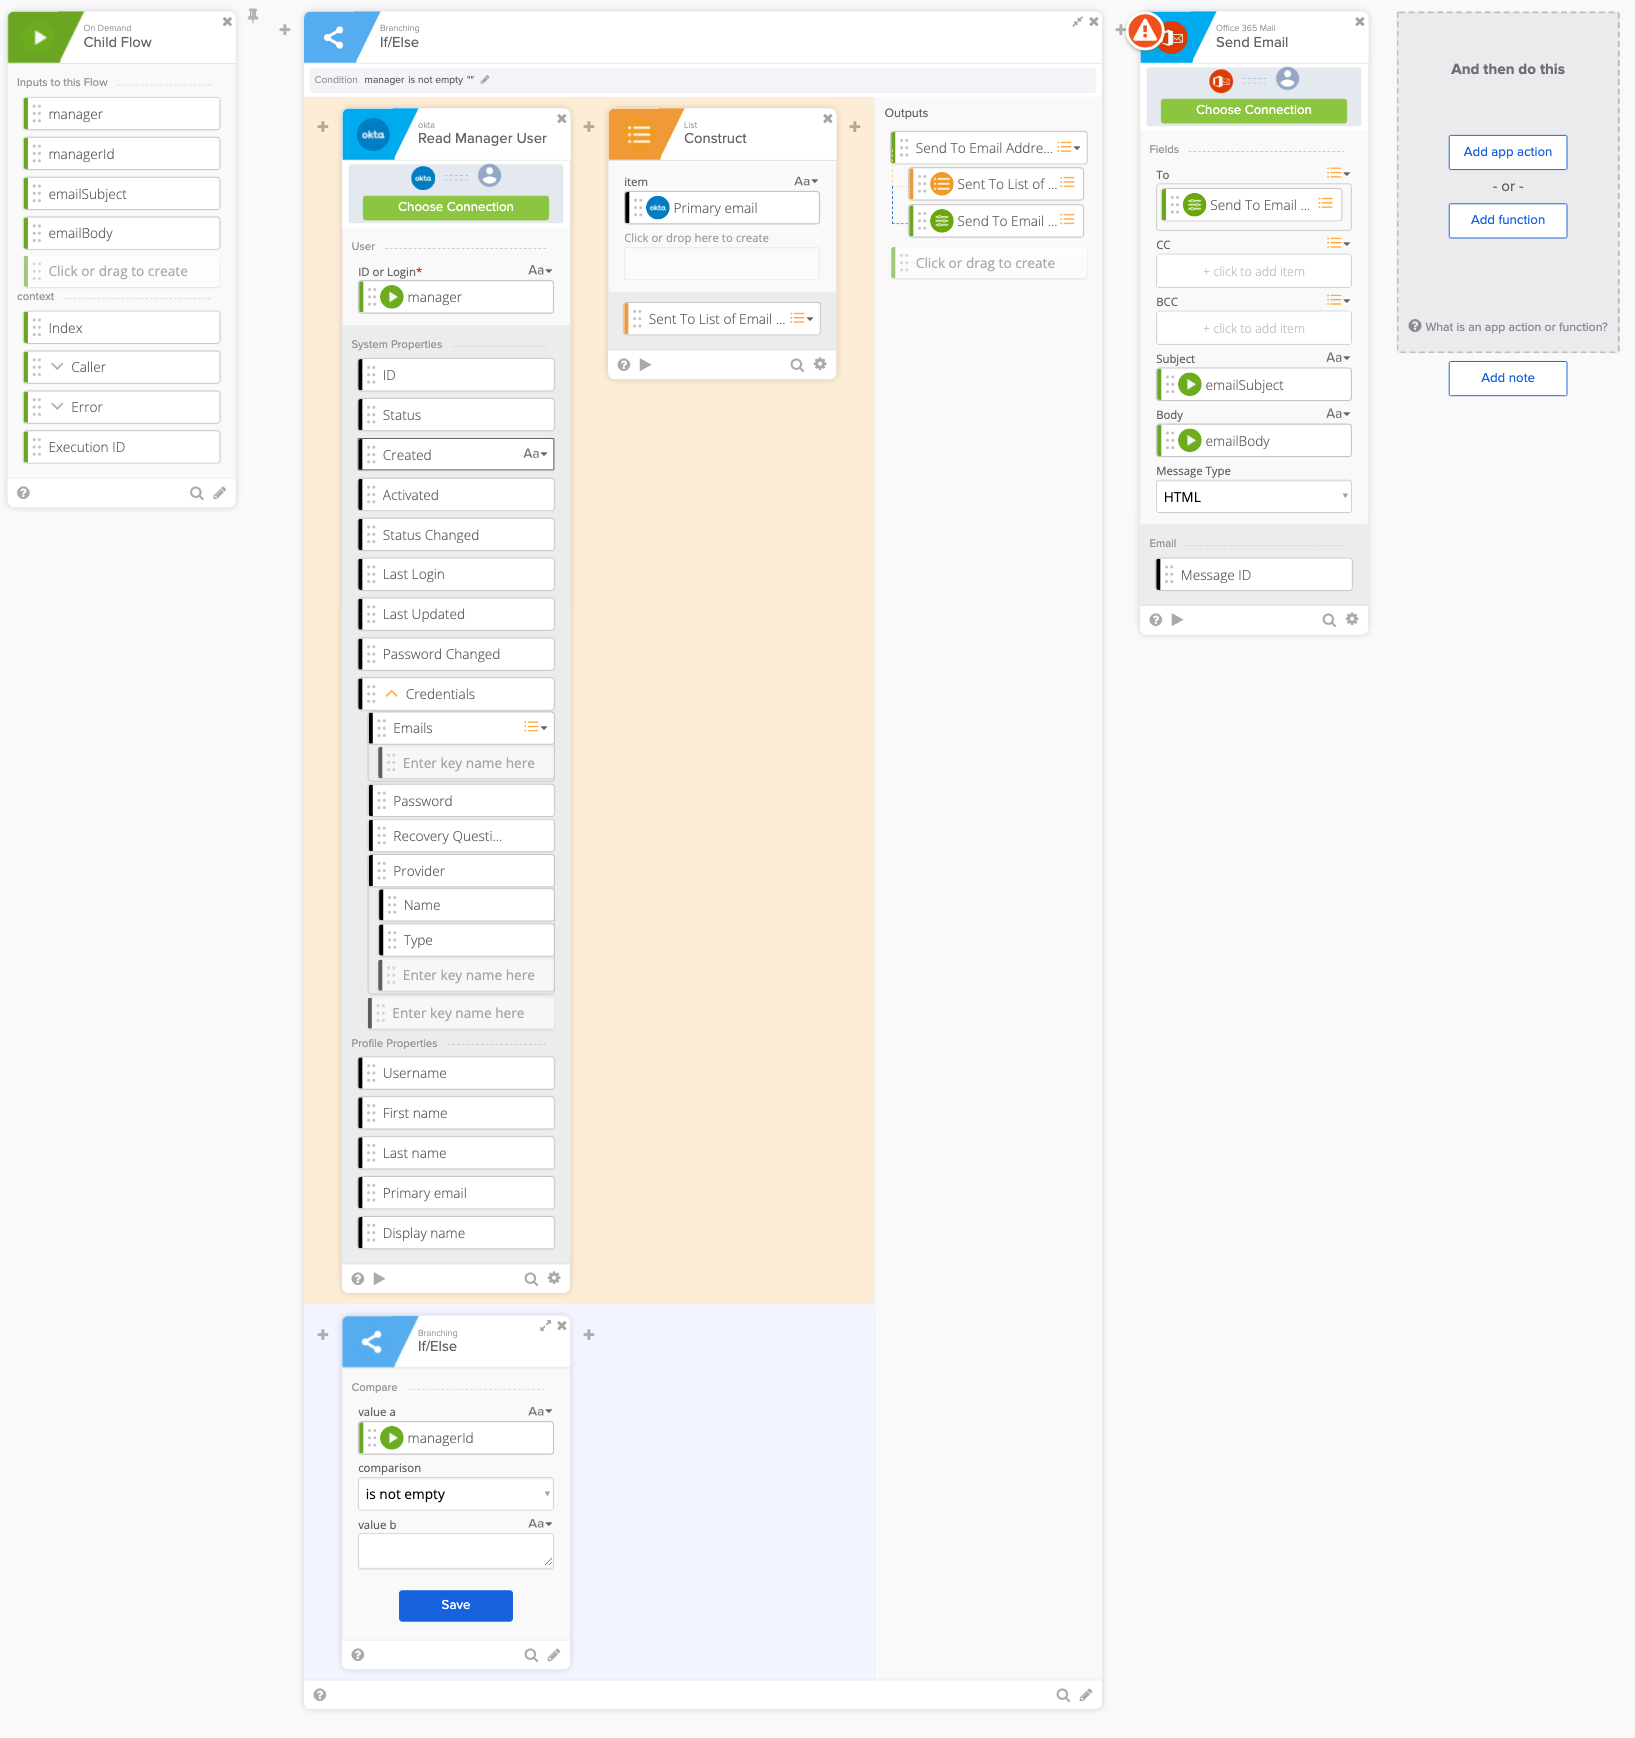 On Demand
Child Flow
Inputs to this Flow
manager
managerId
emailSubject
emailBody
Click or drag to create
context
Index
Caller
Error
Execution ID
Branching
If/Else
Condition manager is not empty ""
okta
okta
Read Manager User
okta
Choose Connection
User
ID or Login*
Aa
manager
System Properties
ID
Status
Created
Aa
Activated
Status Changed
Last Login
Last Updated
Password Changed
Credentials
Emails
Enter key name here
Password
Recovery Questi...
Provider
Name
Type
Enter key name here
Enter key name here
Profile Properties
Username
First name
Last name
Primary email
Display name
List
Construct
item
Aa
okta
Primary email
Click or drop here to create
Sent To List of Email ...
Outputs
Send To Email Addre...
Sent To List of ...
Send To Email ...
Click or drag to create
Branching
If/Else
Compare
value a
Aa
managerId
comparison
is not empty
value b
Aa
Save
Office 365 Mail
Send Email
Choose Connection
Fields
To
Send To Email ...
CC
+ click to add item
BCC
+ click to add item
Subject
Aa
emailSubject
Body
Aa
emailBody
Message Type
HTML
Email
Message ID
And then do this
Add app action
- or -
Add function
What is an app action or function?
Add note